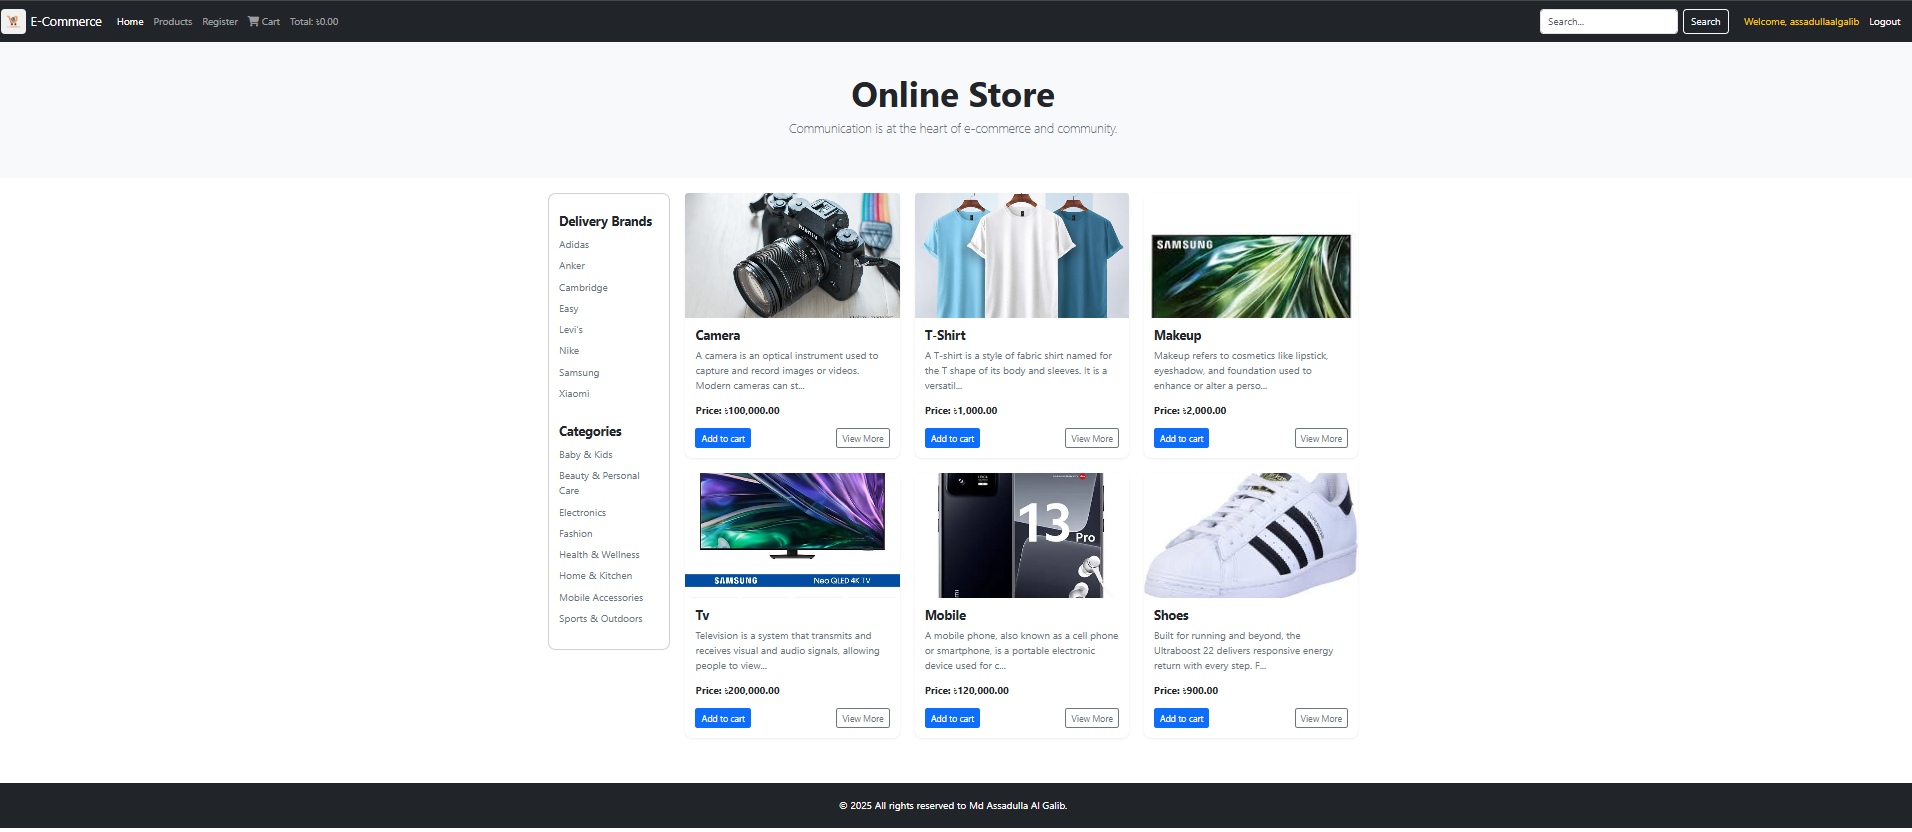 E-Commerce Home Products Register Cart Total: ৳0.00 Search... Search Welcome, assadullaalgalib Logout
Online Store
Communication is at the heart of e-commerce and community.
Delivery Brands
Adidas
Anker
Cambridge
Easy
Levi's
Nike
Samsung
Xiaomi
Categories
Baby & Kids
Beauty & Personal
Care
Electronics
Fashion
Health & Wellness
Home & Kitchen
Mobile Accessories
Sports & Outdoors
Camera
A camera is an optical instrument used to
capture and record images or videos.
Modern cameras can st...
Price: ৳100,000.00
Add to cart View More
T-Shirt
A T-shirt is a style of fabric shirt named for
the T shape of its body and sleeves. It is a
versatil...
Price: ৳1,000.00
Add to cart View More
SAMSUNG
Makeup
Makeup refers to cosmetics like lipstick,
eyeshadow, and foundation used to
enhance or alter a perso...
Price: ৳2,000.00
Add to cart View More
SAMSUNG Neo QLED 4K TV
Tv
Television is a system that transmits and
receives visual and audio signals, allowing
people to view...
Price: ৳200,000.00
Add to cart View More
13 Pro
Mobile
A mobile phone, also known as a cell phone
or smartphone, is a portable electronic
device used for c...
Price: ৳120,000.00
Add to cart View More
Shoes
Built for running and beyond, the
Ultraboost 22 delivers responsive energy
return with every step. F...
Price: ৳900.00
Add to cart View More
© 2025 All rights reserved to Md Assadulla Al Galib.